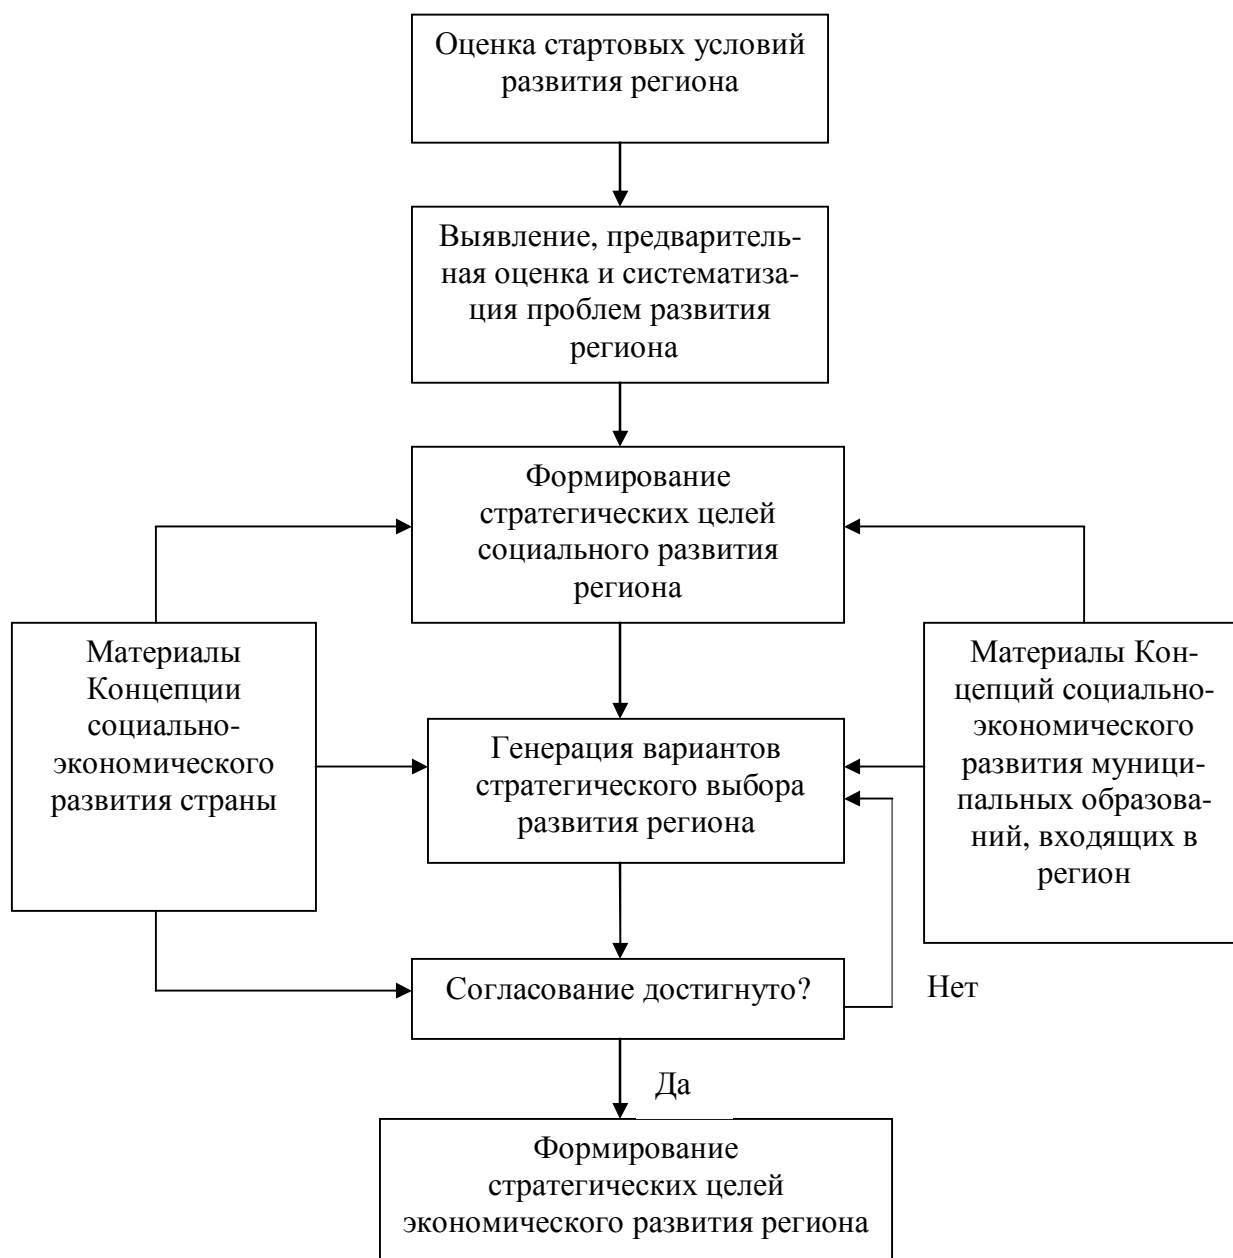 Оценка стартовых условий
развития региона
Выявление, предваритель-
ная оценка и систематиза-
ция проблем развития
региона
Формирование
стратегических целей
социального развития
региона
Материалы
Концепции
социально-
экономического
развития страны
Генерация вариантов
стратегического выбора
развития региона
Материалы Кон-
цепций социально-
экономического
развития муници-
пальных образова-
ний, входящих в
регион
Согласование достигнуто?
Нет
Да
Формирование
стратегических целей
экономического развития региона